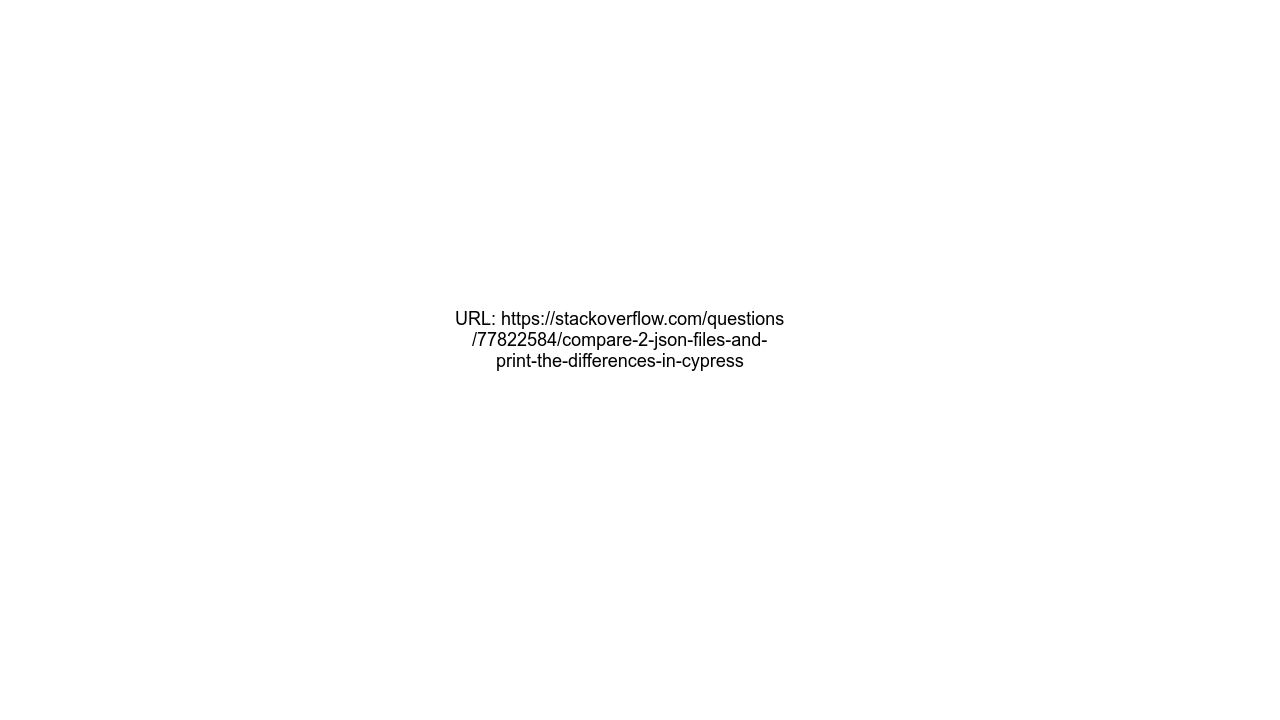 URL: https://stackoverflow.com/questions
/77822584/compare-2-json-files-and-
print-the-differences-in-cypress